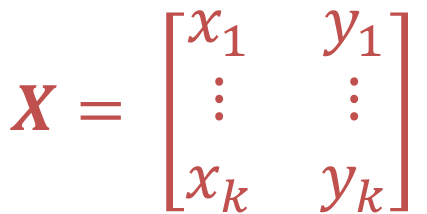 x₁ y₁
X = ⋮ ⋮
xₖ yₖ